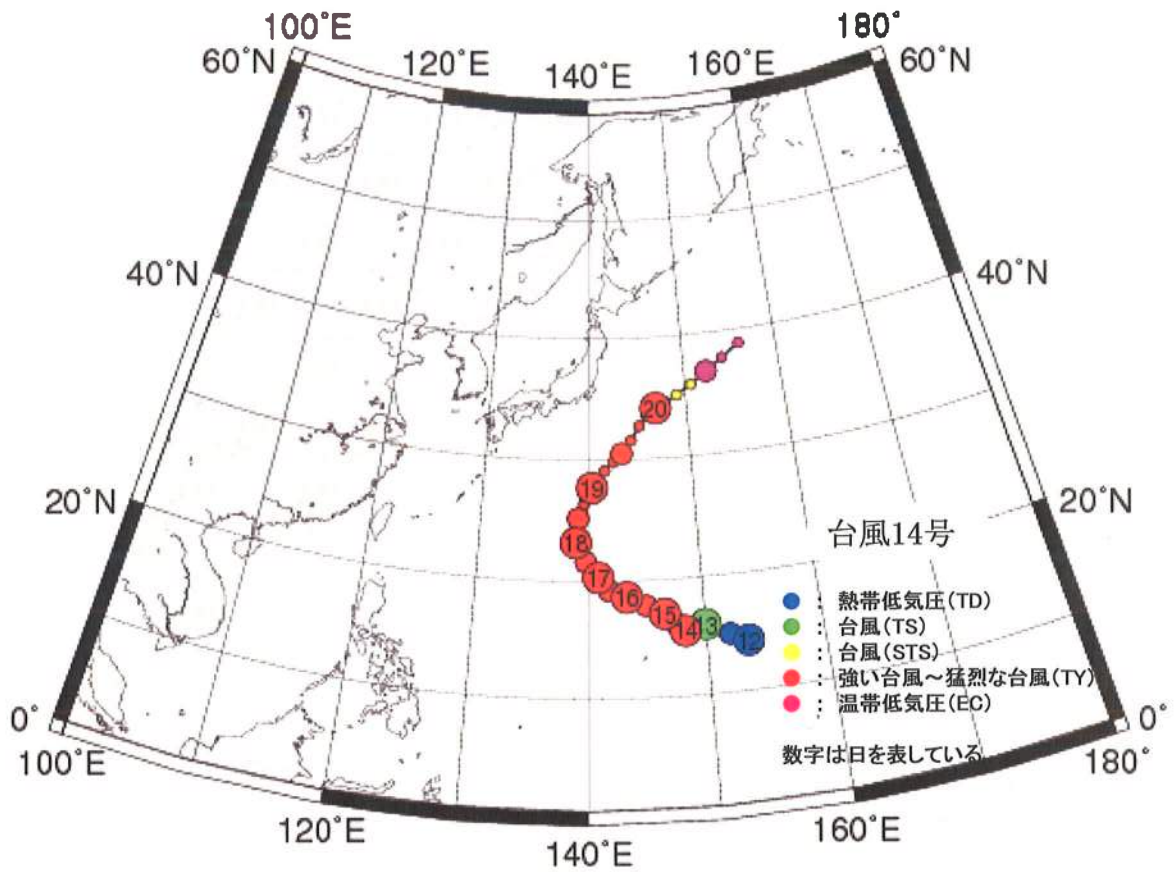 100°E
180°
60°N
120°E
140°E
160°E
60°N
40°N
40°N
20°N
20°N
20
19
18
17
16
15
14
13
12
台風14号
: 熱帯低気圧(TD)
: 台風(TS)
: 台風(STS)
: 強い台風～猛烈な台風(TY)
: 温帯低気圧(EC)
数字は日を表している
0°
0°
100°E
180°
120°E
160°E
140°E